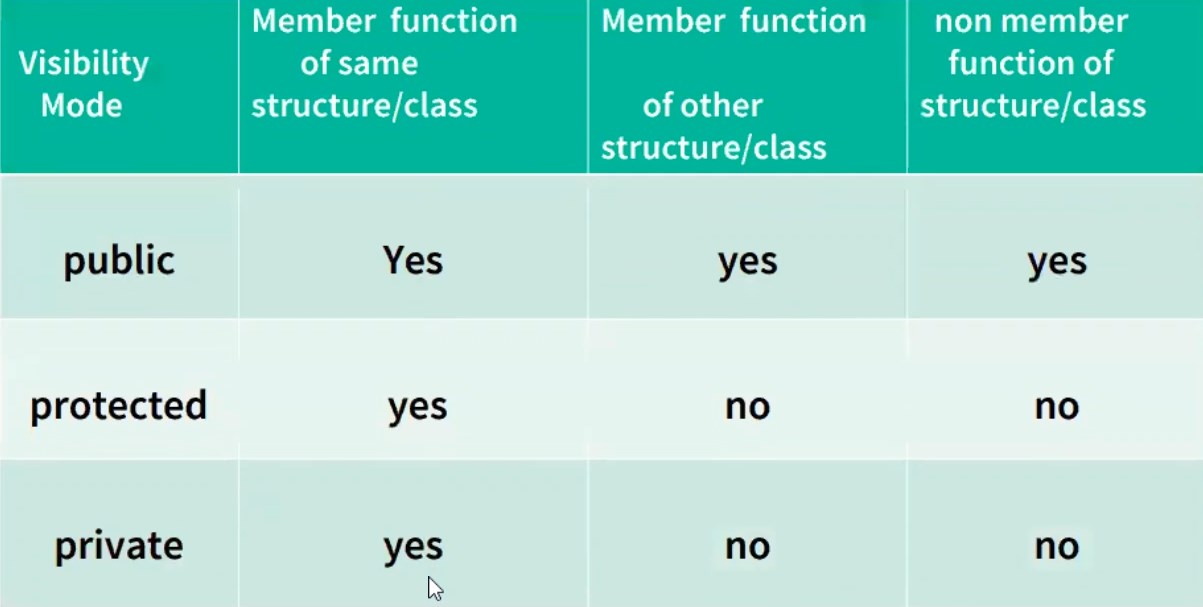 Visibility
Mode
Member function
of same
structure/class
Member function
of other
structure/class
non member
function of
structure/class
public
Yes
yes
yes
protected
yes
no
no
private
yes
no
no